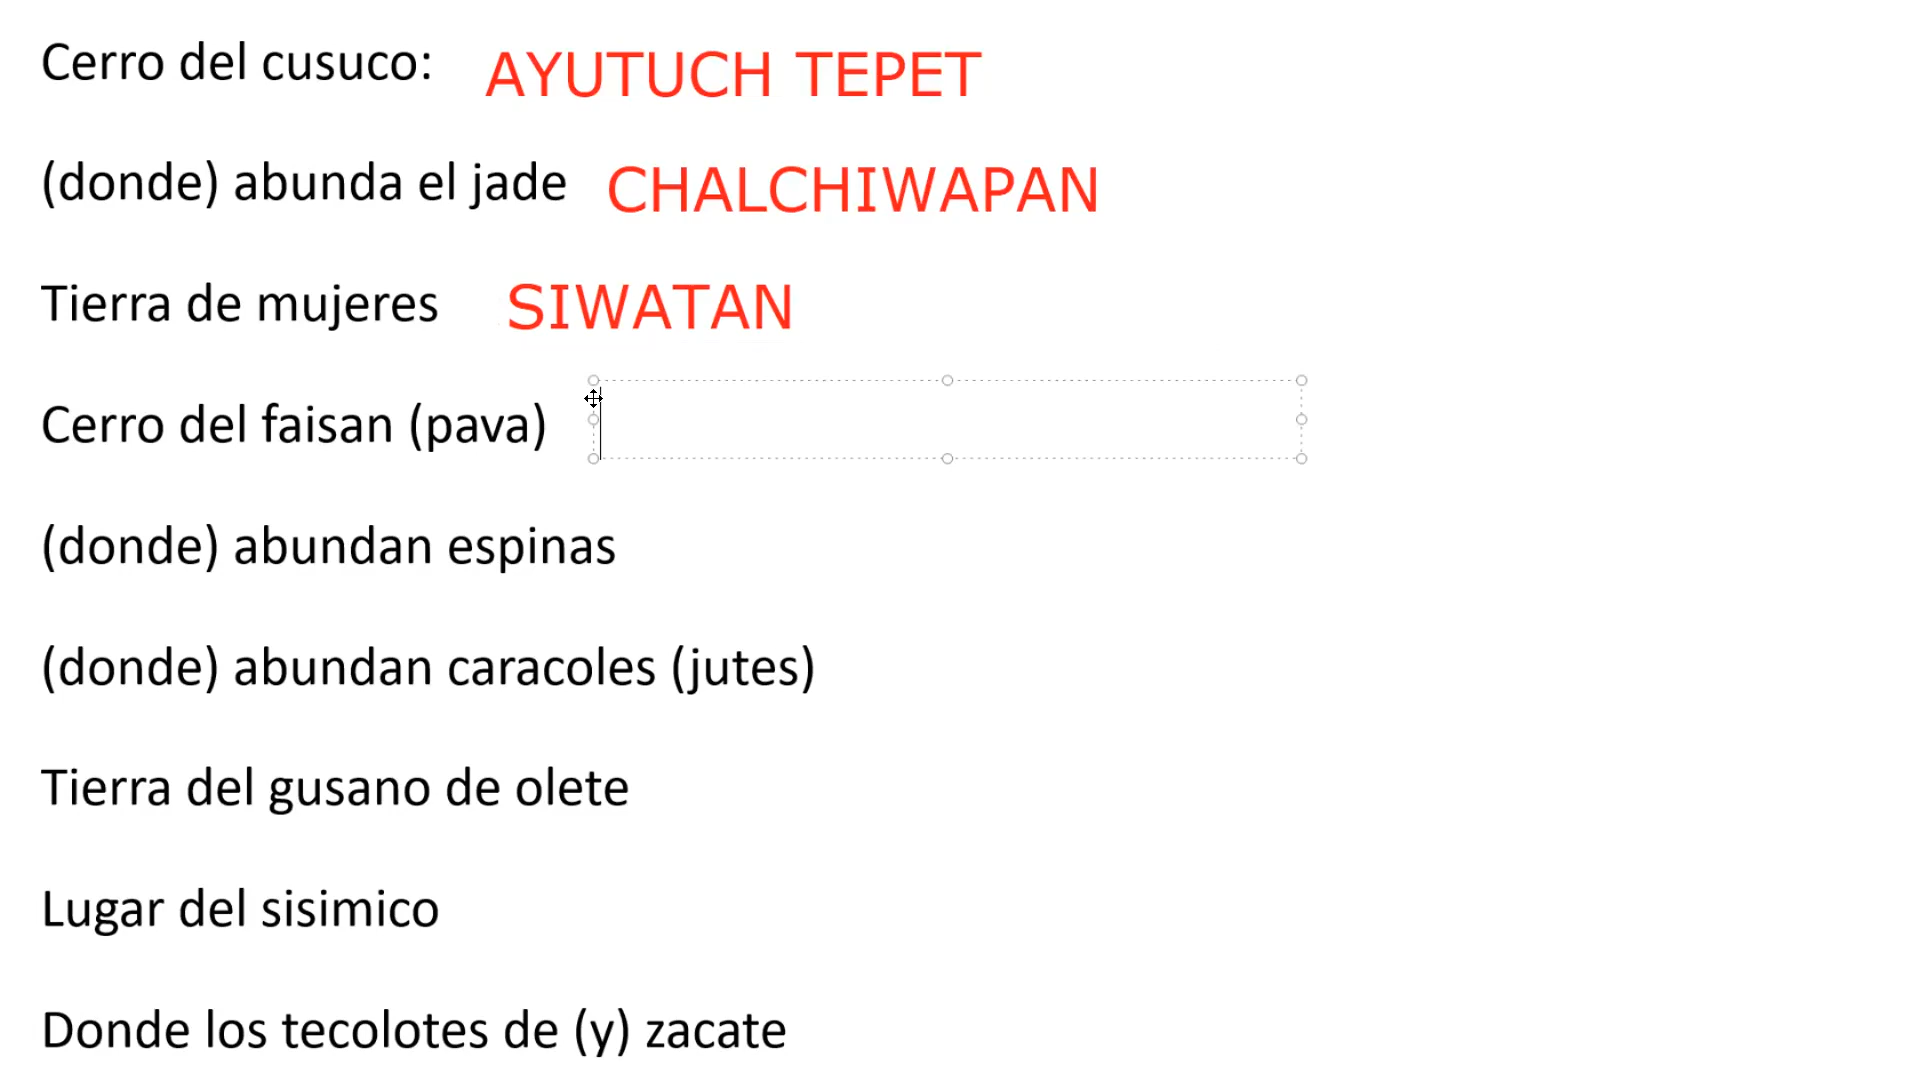 Cerro del cusuco: AYUTUCH TEPET
(donde) abunda el jade CHALCHIWAPAN
Tierra de mujeres SIWATAN
Cerro del faisan (pava)
(donde) abundan espinas
(donde) abundan caracoles (jutes)
Tierra del gusano de olete
Lugar del sisimico
Donde los tecolotes de (y) zacate